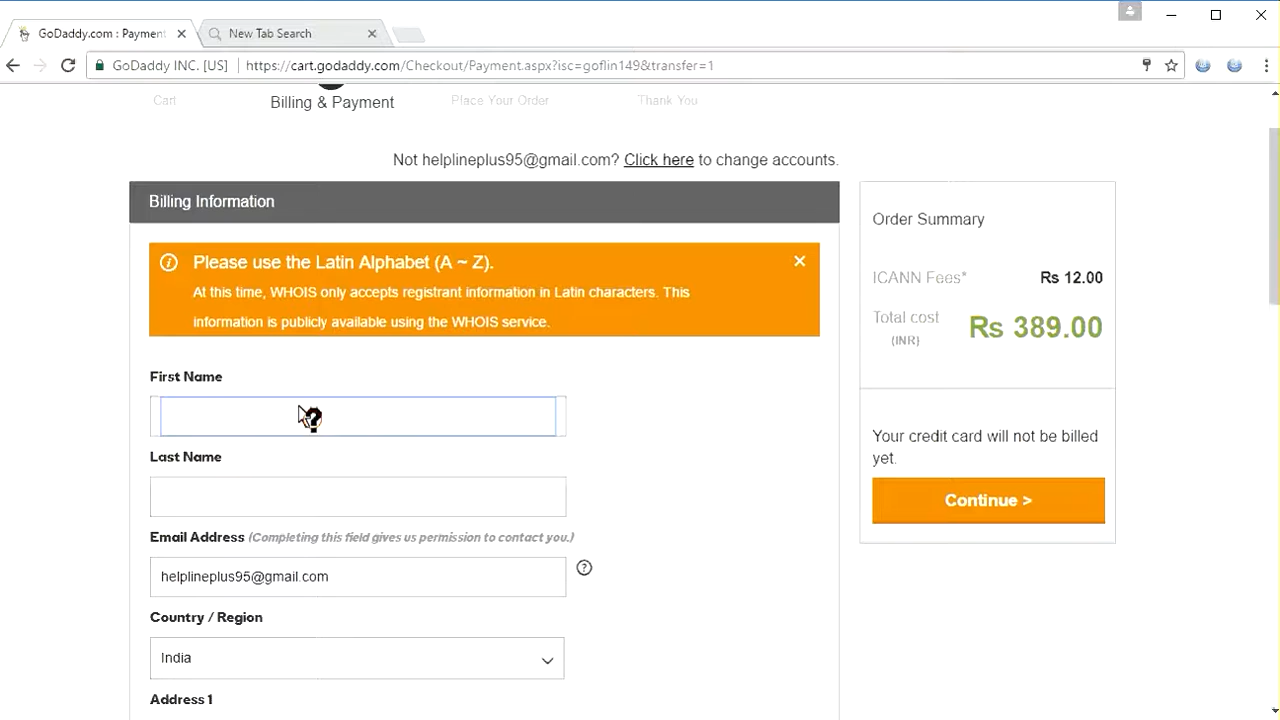 GoDaddy.com : Payment
New Tab Search
GoDaddy INC. [US] https://cart.godaddy.com/Checkout/Payment.aspx?isc=goflin149&transfer=1
Cart
Billing & Payment
Place Your Order
Thank You
Not helplineplus95@gmail.com? Click here to change accounts.
Billing Information
Please use the Latin Alphabet (A ~ Z).
At this time, WHOIS only accepts registrant information in Latin characters. This
information is publicly available using the WHOIS service.
First Name
Last Name
Email Address (Completing this field gives us permission to contact you.)
helplineplus95@gmail.com
Country / Region
India
Address 1
Order Summary
ICANN Fees* Rs 12.00
Total cost
(INR)
Rs 389.00
Your credit card will not be billed
yet.
Continue >